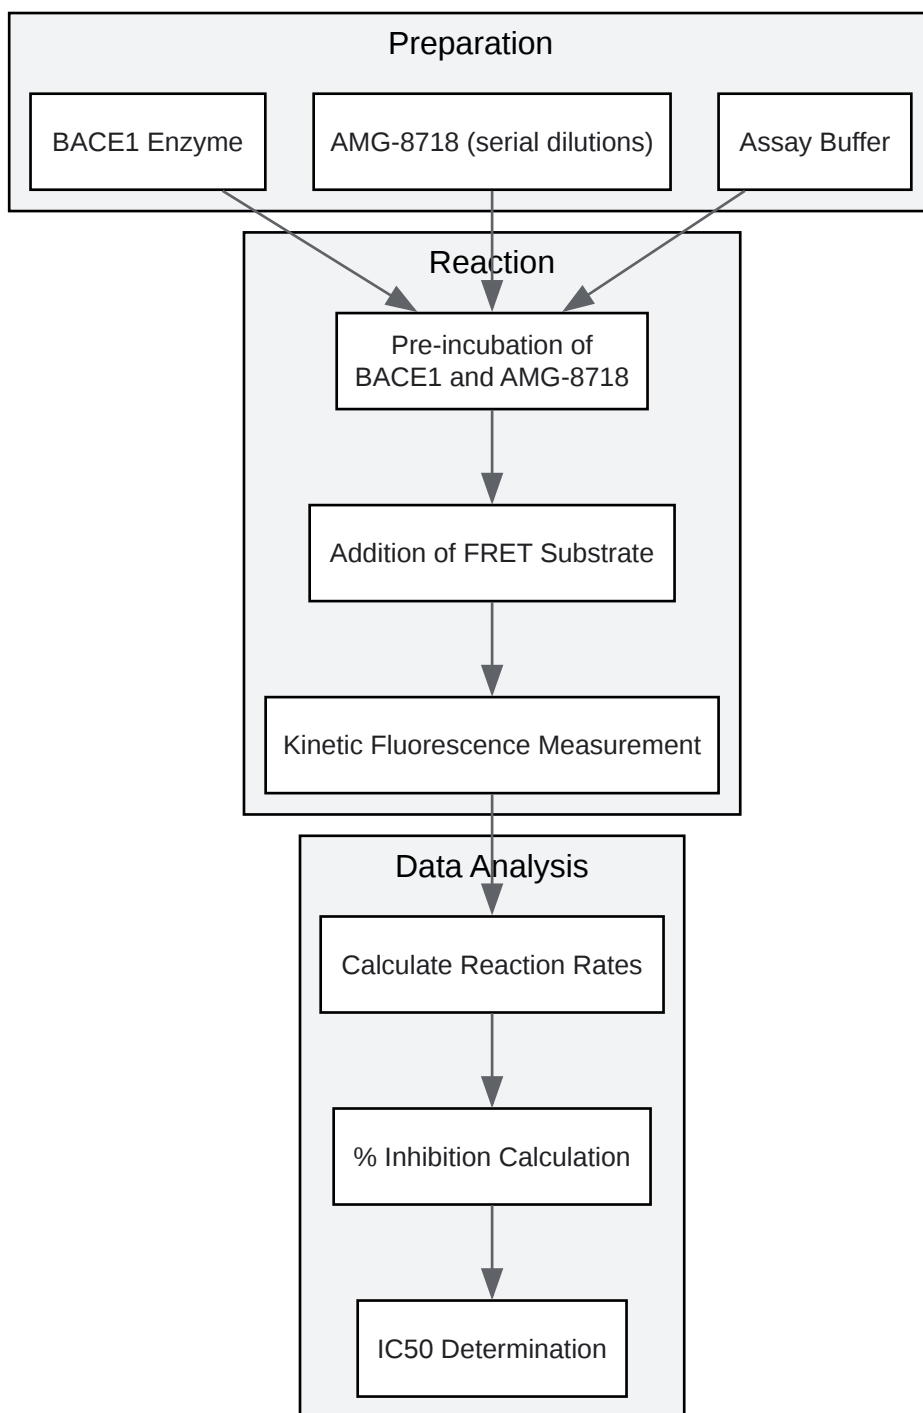 Preparation
BACE1 Enzyme
AMG-8718 (serial dilutions)
Assay Buffer
Reaction
Pre-incubation of
BACE1 and AMG-8718
Addition of FRET Substrate
Kinetic Fluorescence Measurement
Data Analysis
Calculate Reaction Rates
% Inhibition Calculation
IC50 Determination